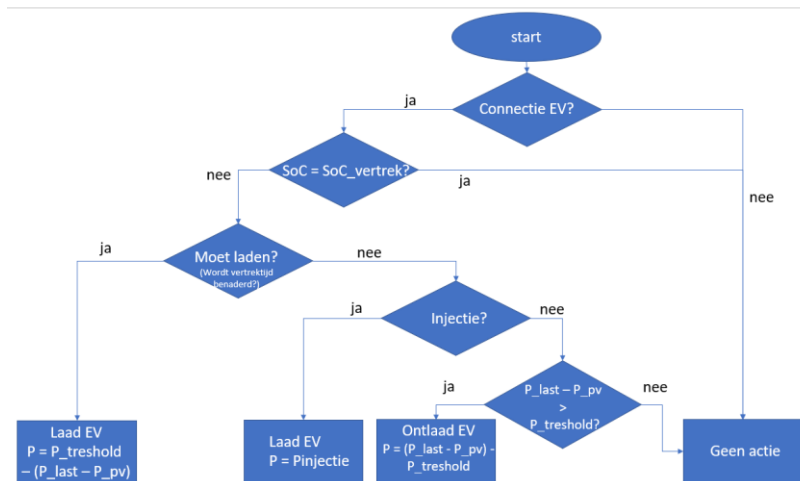 start
ja
Connectie EV?
nee
SoC = SoC_vertrek?
ja
nee
ja
Moet laden?
(Wordt vertrektijd
benaderd?)
nee
ja
Injectie?
nee
ja
P_last – P_pv
>
P_treshold?
nee
Laad EV
P = P_treshold
– (P_last – P_pv)
Laad EV
P = Pinjectie
Ontlaad EV
P = (P_last - P_pv) -
P_treshold
Geen actie